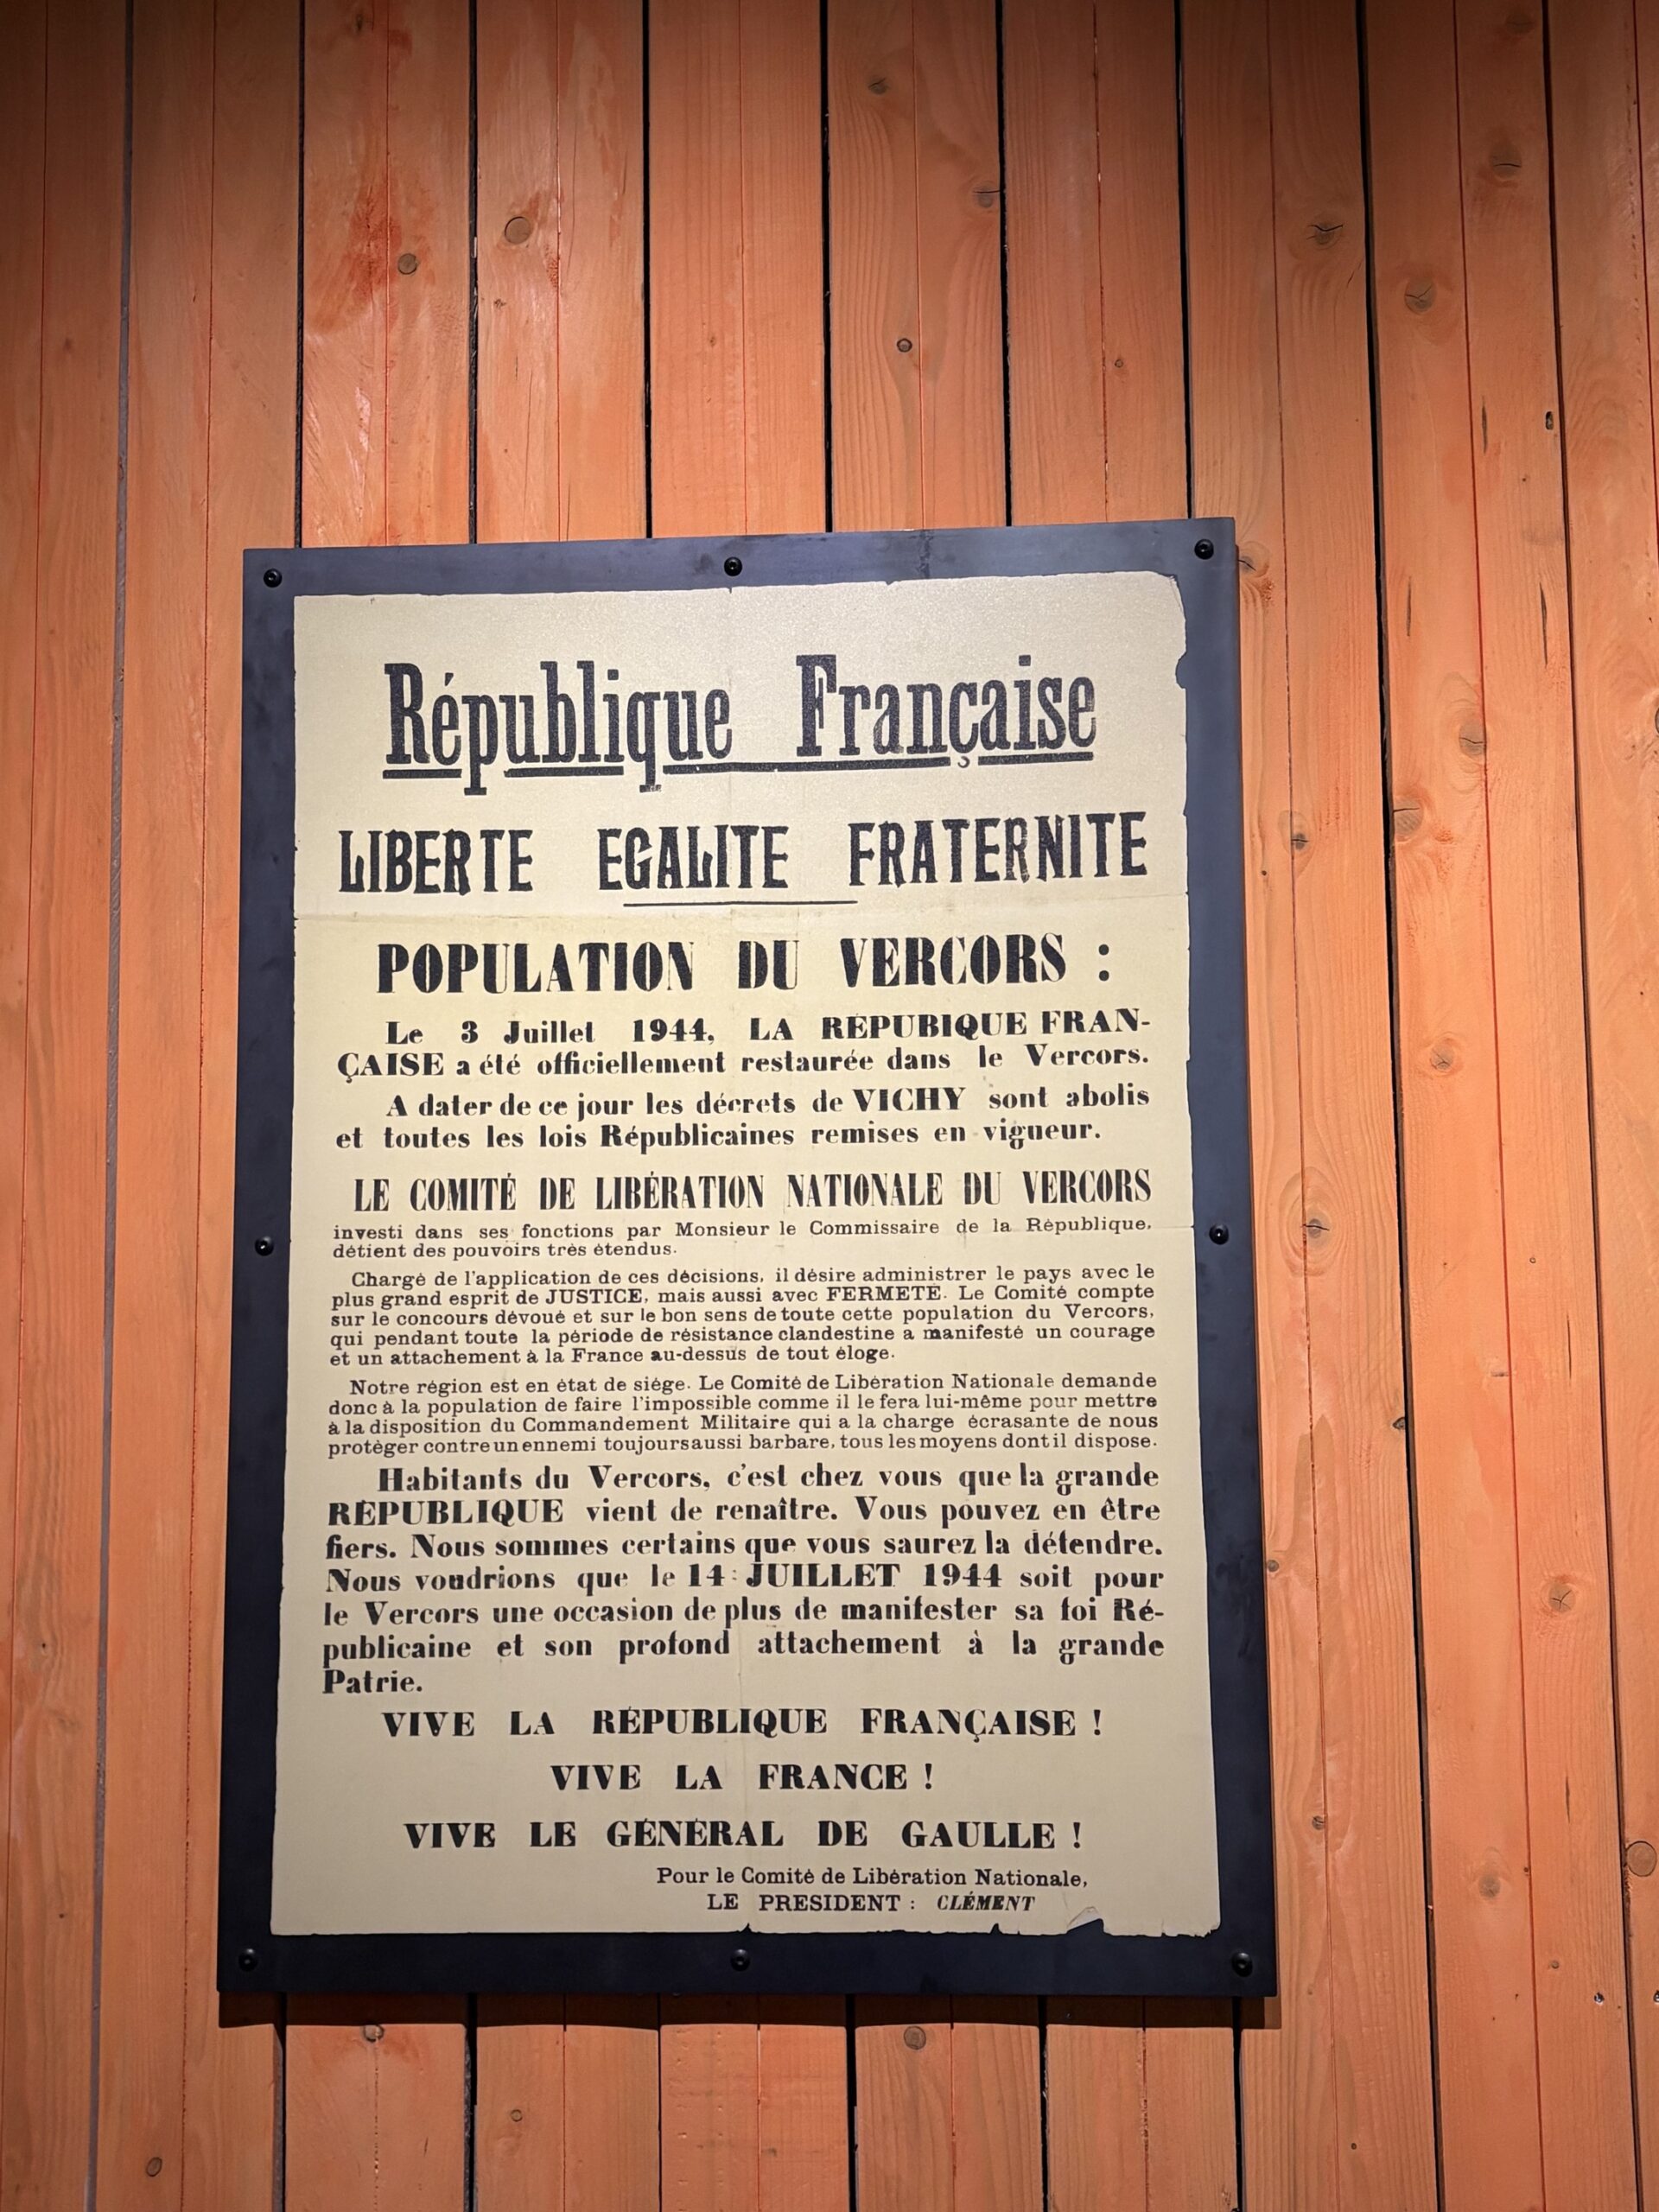 République Française
LIBERTE EGALITE FRATERNITE
POPULATION DU VERCORS :
Le 3 Juillet 1944, LA RÉPUBIQUE FRAN-
ÇAISE a été officiellement restaurée dans le Vercors.
A dater de ce jour les décrets de VICHY sont abolis
et toutes les lois Républicaines remises en vigueur.
LE COMITÉ DE LIBÉRATION NATIONALE DU VERCORS
investi dans ses fonctions par Monsieur le Commissaire de la République,
détient des pouvoirs très étendus.
Chargé de l'application de ces décisions, il désire administrer le pays avec le
plus grand esprit de JUSTICE, mais aussi avec FERMETÉ. Le Comité compte
sur le concours dévoué et sur le bon sens de toute cette population du Vercors,
qui pendant toute la période de résistance clandestine a manifesté un courage
et un attachement à la France au-dessus de tout éloge.
Notre région est en état de siège. Le Comité de Libération Nationale demande
donc à la population de faire l'impossible comme il le fera lui-même pour mettre
à la disposition du Commandement Militaire qui a la charge écrasante de nous
protéger contre un ennemi toujours aussi barbare, tous les moyens dont il dispose.
Habitants du Vercors, c'est chez vous que la grande
RÉPUBLIQUE vient de renaître. Vous pouvez en être
fiers. Nous sommes certains que vous saurez la défendre.
Nous voudrions que le 14 JUILLET 1944 soit pour
le Vercors une occasion de plus de manifester sa foi Ré-
publicaine et son profond attachement à la grande
Patrie.
VIVE LA RÉPUBLIQUE FRANÇAISE !
VIVE LA FRANCE !
VIVE LE GÉNÉRAL DE GAULLE !
Pour le Comité de Libération Nationale,
LE PRESIDENT : CLÉMENT